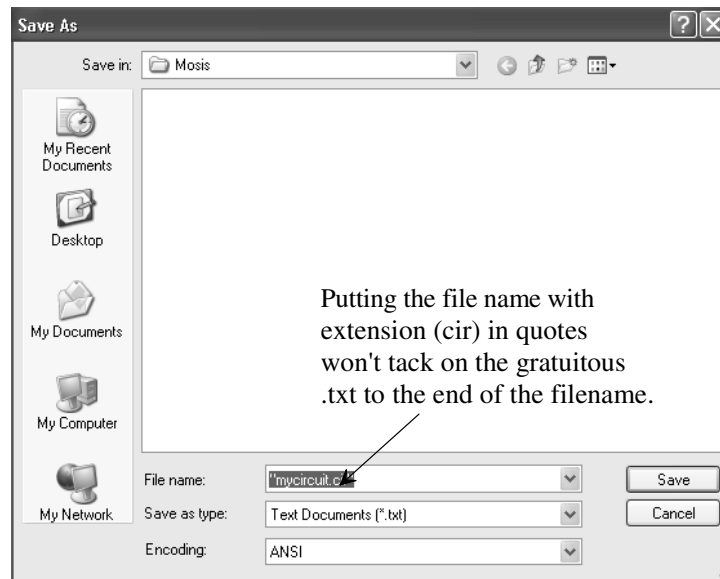 Save As
Save in:
Mosis
My Recent
Documents
Desktop
My Documents
My Computer
My Network
Putting the file name with
extension (cir) in quotes
won't tack on the gratuitous
.txt to the end of the filename.
File name:
"mycircuit.ci
Save
Save as type:
Text Documents (*.txt)
Cancel
Encoding:
ANSI